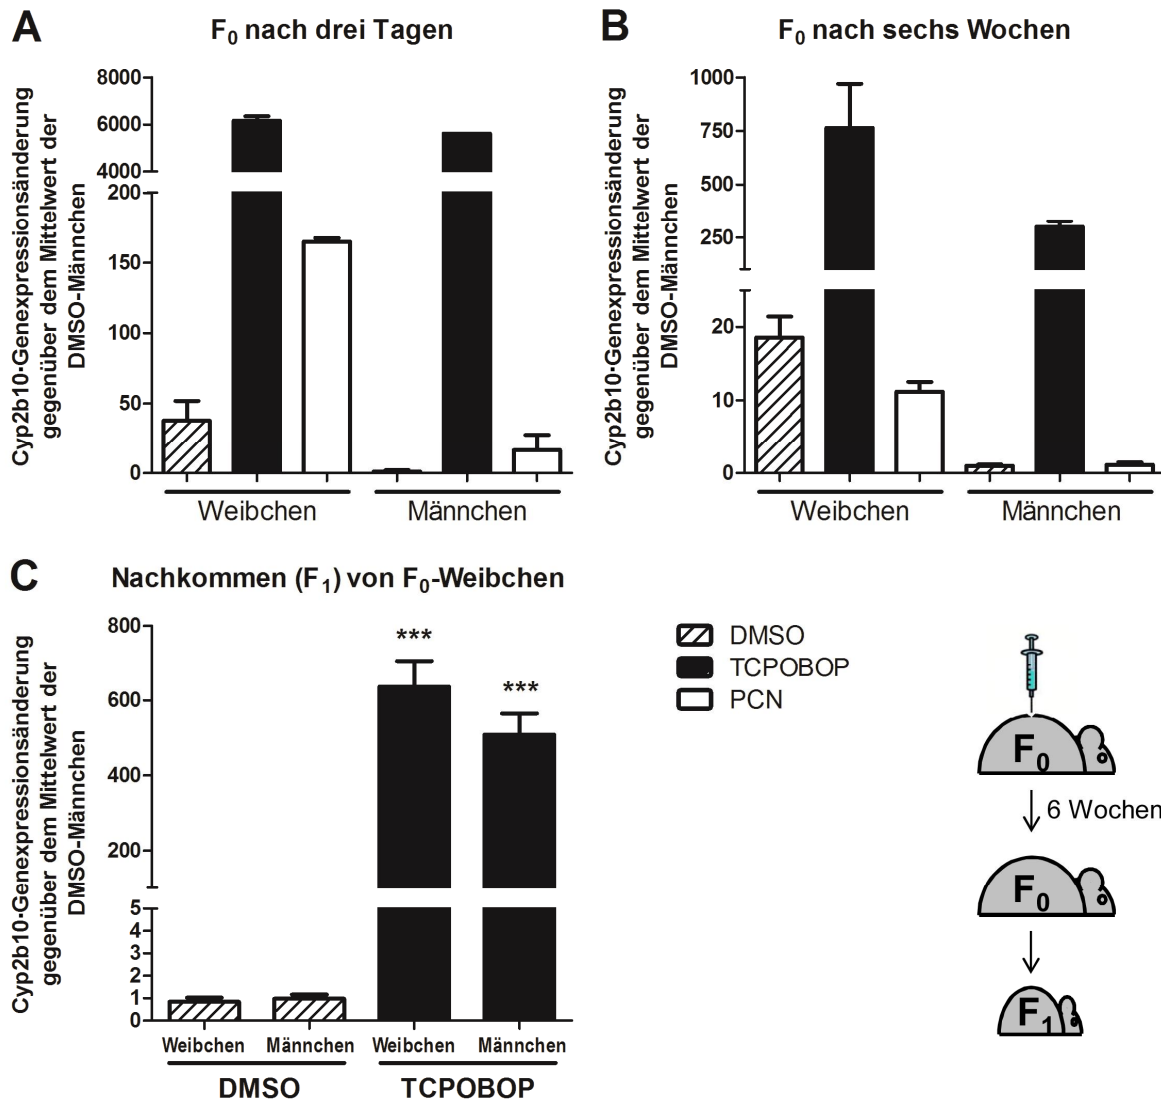 A
F₀ nach drei Tagen
Cyp2b10-Genexpressionsänderung
gegenüber dem Mittelwert der
DMSO-Männchen
8000
6000
4000
200
150
100
50
0
Weibchen
Männchen
B
F₀ nach sechs Wochen
Cyp2b10-Genexpressionsänderung
gegenüber dem Mittelwert der
DMSO-Männchen
1000
750
500
250
20
10
0
Weibchen
Männchen
C
Nachkommen (F₁) von F₀-Weibchen
Cyp2b10-Genexpressionsänderung
gegenüber dem Mittelwert der
DMSO-Männchen
800
600
400
200
5
4
3
2
1
0
***
***
Weibchen Männchen Weibchen Männchen
DMSO
TCPOBOP
DMSO
TCPOBOP
PCN
F₀
6 Wochen
F₀
F₁